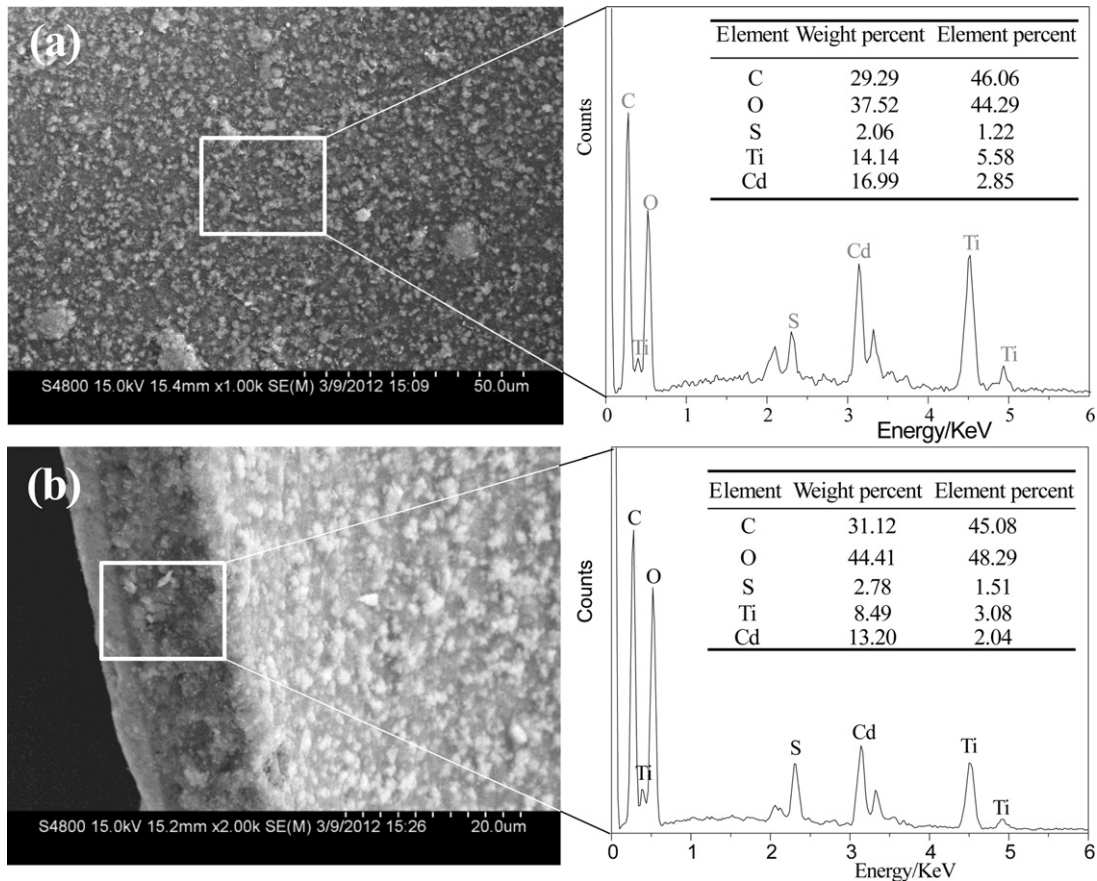 (a)
S4800 15.0kV 15.4mm x1.00k SE(M) 3/9/2012 15:09 50.0um
Element Weight percent Element percent
C 29.29 46.06
O 37.52 44.29
S 2.06 1.22
Ti 14.14 5.58
Cd 16.99 2.85
Counts
C
O
Ti
S
Cd
Ti
Ti
0 1 2 3 4 5 6
Energy/KeV
(b)
S4800 15.0kV 15.2mm x2.00k SE(M) 3/9/2012 15:26 20.0um
Element Weight percent Element percent
C 31.12 45.08
O 44.41 48.29
S 2.78 1.51
Ti 8.49 3.08
Cd 13.20 2.04
Counts
C
O
Ti
S
Cd
Ti
Ti
0 1 2 3 4 5 6
Energy/KeV